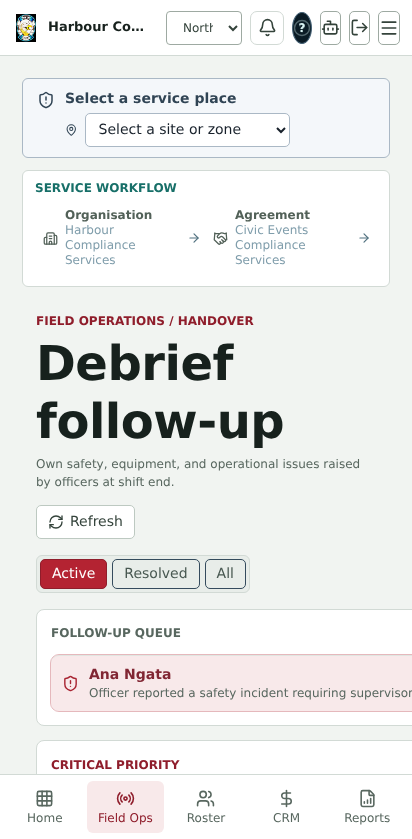 Harbour Co...
North
?
Select a service place
Select a site or zone
SERVICE WORKFLOW
Organisation
Harbour
Compliance
Services
Agreement
Civic Events
Compliance
Services
FIELD OPERATIONS / HANDOVER
Debrief
follow-up
Own safety, equipment, and operational issues raised
by officers at shift end.
Refresh
Active
Resolved
All
FOLLOW-UP QUEUE
Ana Ngata
Officer reported a safety incident requiring supervisor
CRITICAL PRIORITY
Home
Field Ops
Roster
CRM
Reports